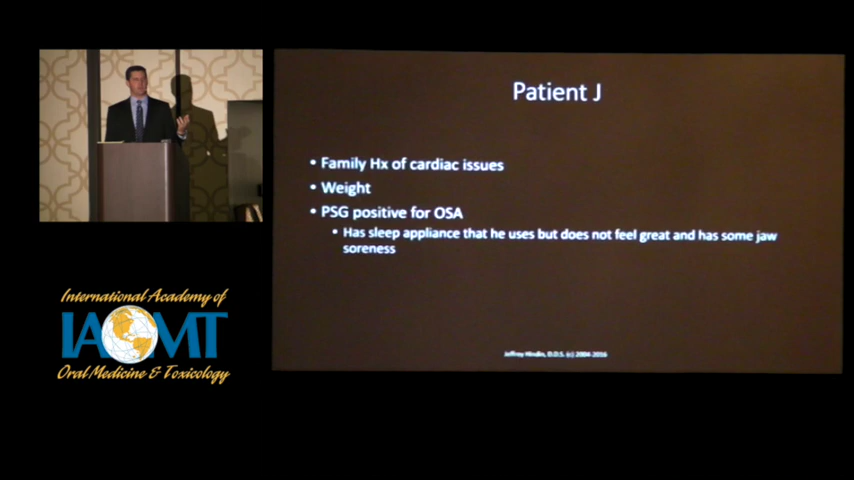 Patient J
• Family Hx of cardiac issues
• Weight
• PSG positive for OSA
• Has sleep appliance that he uses but does not feel great and has some jaw
soreness
Jeffrey Hindin, D.D.S. (c) 2004-2016
International Academy of
IAOMT
Oral Medicine & Toxicology